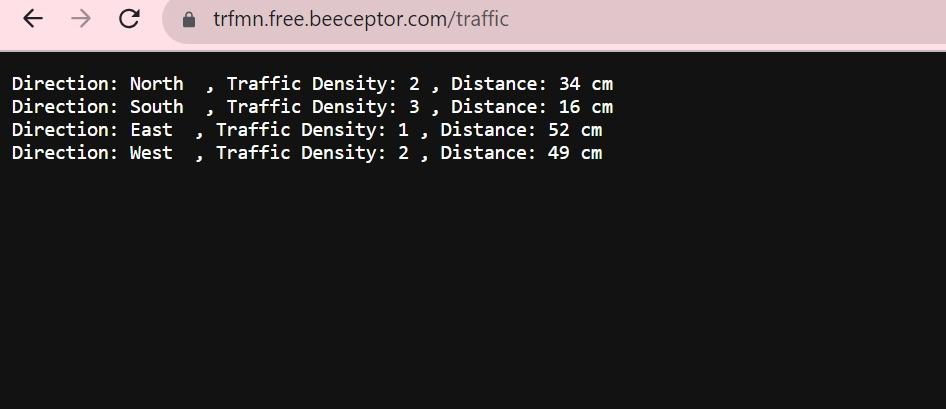 trfmn.free.beeceptor.com/traffic
Direction: North  , Traffic Density: 2 , Distance: 34 cm
Direction: South  , Traffic Density: 3 , Distance: 16 cm
Direction: East  , Traffic Density: 1 , Distance: 52 cm
Direction: West  , Traffic Density: 2 , Distance: 49 cm